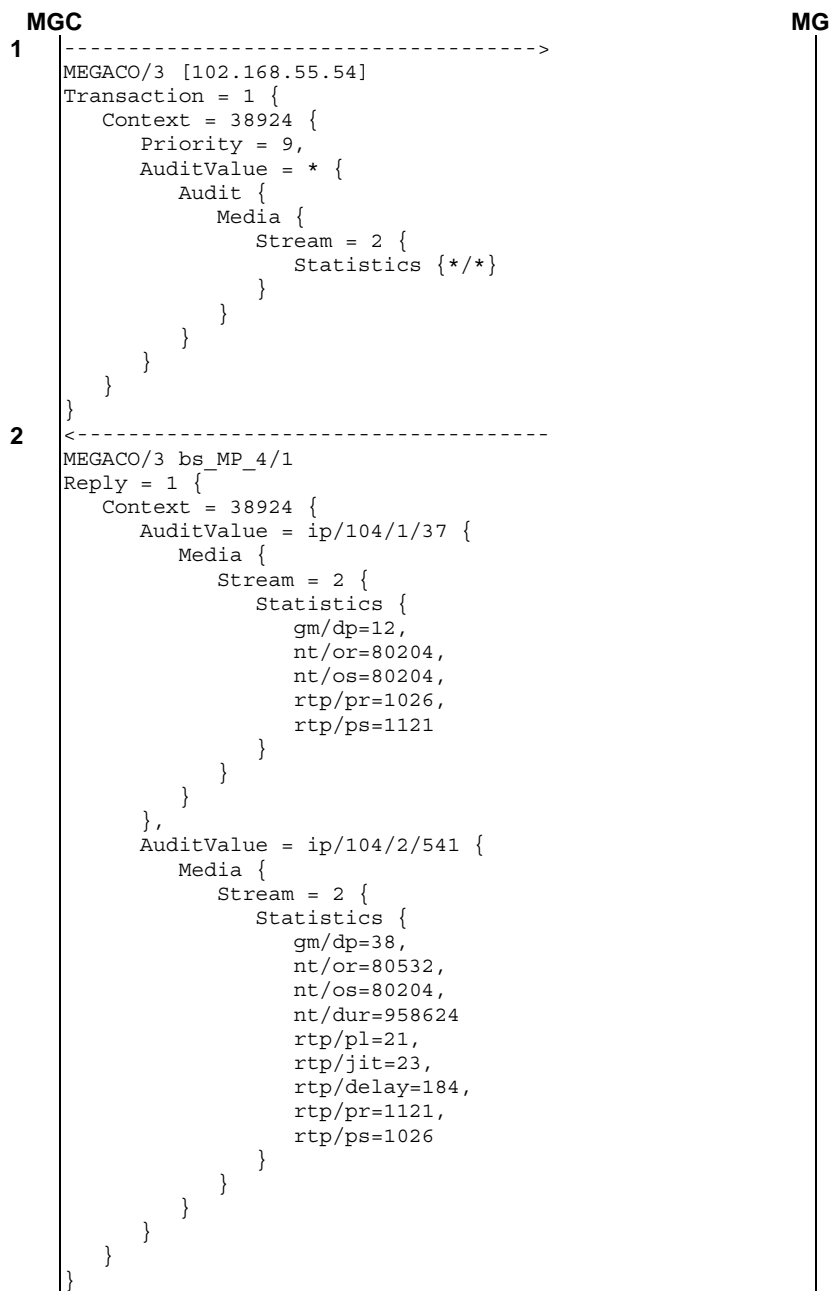 MGC MG
1 ------------------------------------->
MEGACO/3 [102.168.55.54]
Transaction = 1 {
   Context = 38924 {
      Priority = 9,
      AuditValue = * {
         Audit {
            Media {
               Stream = 2 {
                  Statistics {*/*}
               }
            }
         }
      }
   }
}
2 <-------------------------------------
MEGACO/3 bs_MP_4/1
Reply = 1 {
   Context = 38924 {
      AuditValue = ip/104/1/37 {
         Media {
            Stream = 2 {
               Statistics {
                  gm/dp=12,
                  nt/or=80204,
                  nt/os=80204,
                  rtp/pr=1026,
                  rtp/ps=1121
               }
            }
         }
      },
      AuditValue = ip/104/2/541 {
         Media {
            Stream = 2 {
               Statistics {
                  gm/dp=38,
                  nt/or=80532,
                  nt/os=80204,
                  nt/dur=958624
                  rtp/pl=21,
                  rtp/jit=23,
                  rtp/delay=184,
                  rtp/pr=1121,
                  rtp/ps=1026
               }
            }
         }
      }
   }
}